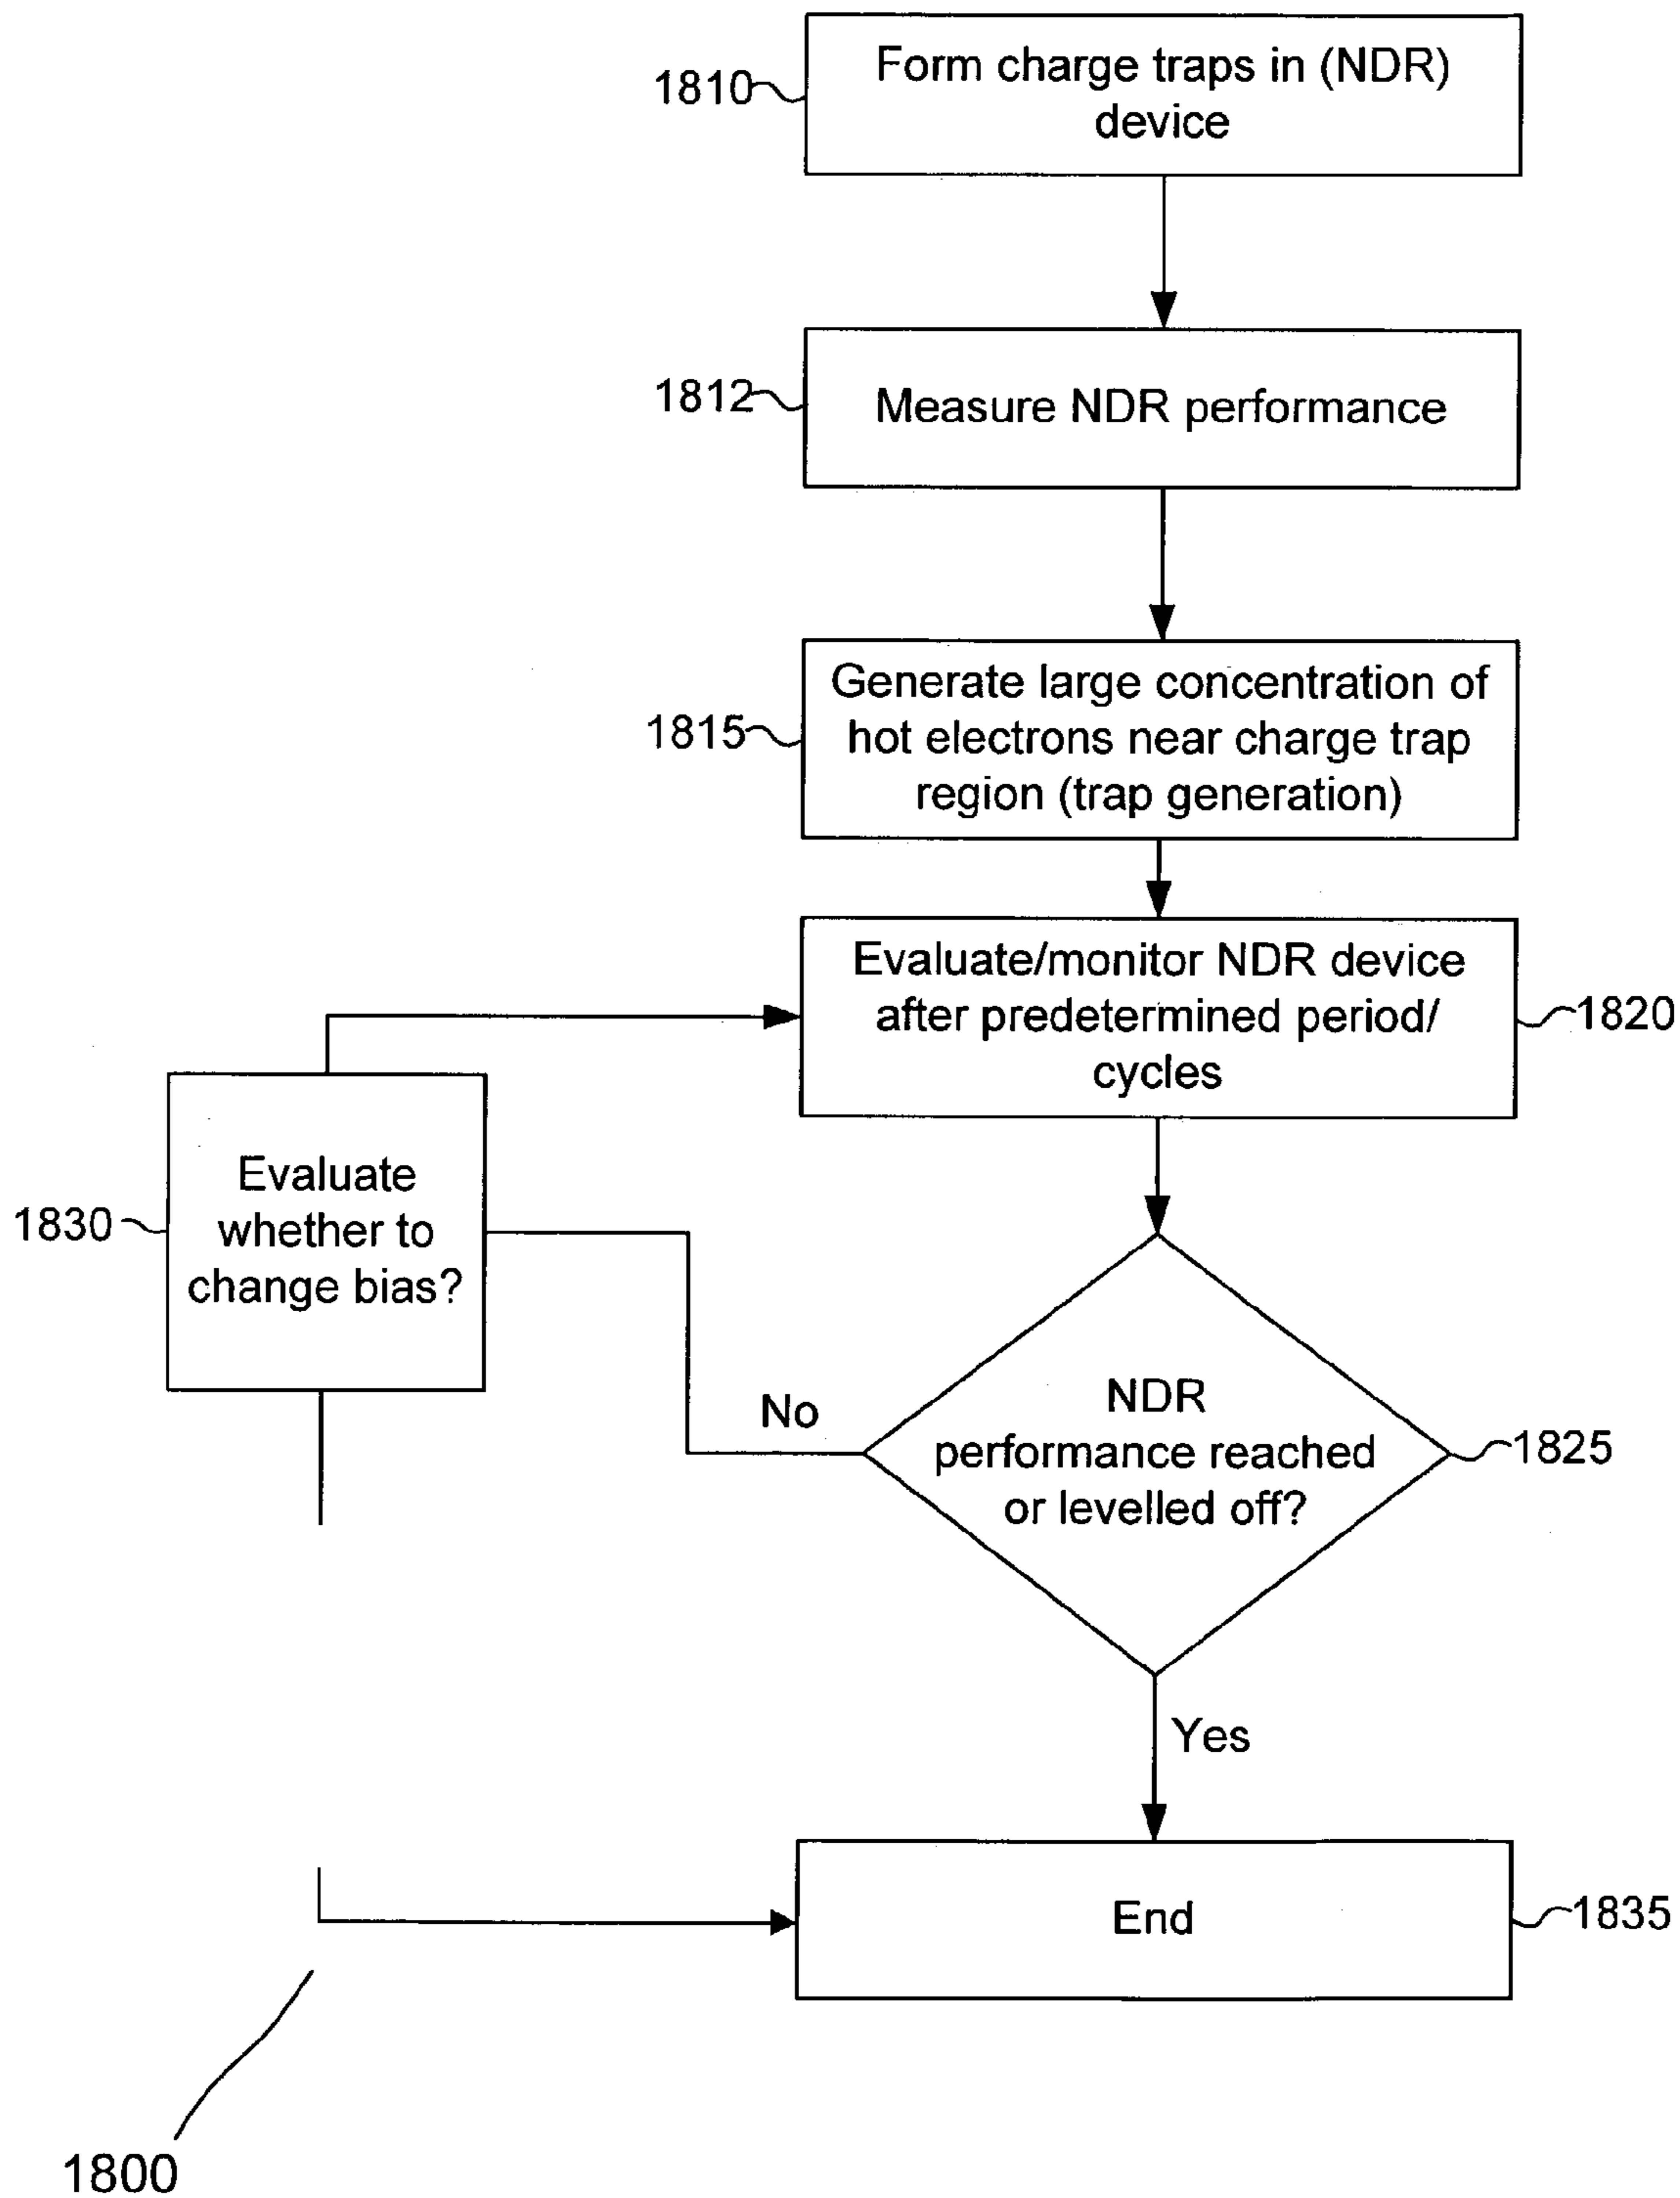 1810
Form charge traps in (NDR)
device
1812
Measure NDR performance
1815
Generate large concentration of
hot electrons near charge trap
region (trap generation)
Evaluate/monitor NDR device
after predetermined period/
cycles
1820
1830
Evaluate
whether to
change bias?
No
NDR
performance reached
or levelled off?
1825
Yes
End
1835
1800